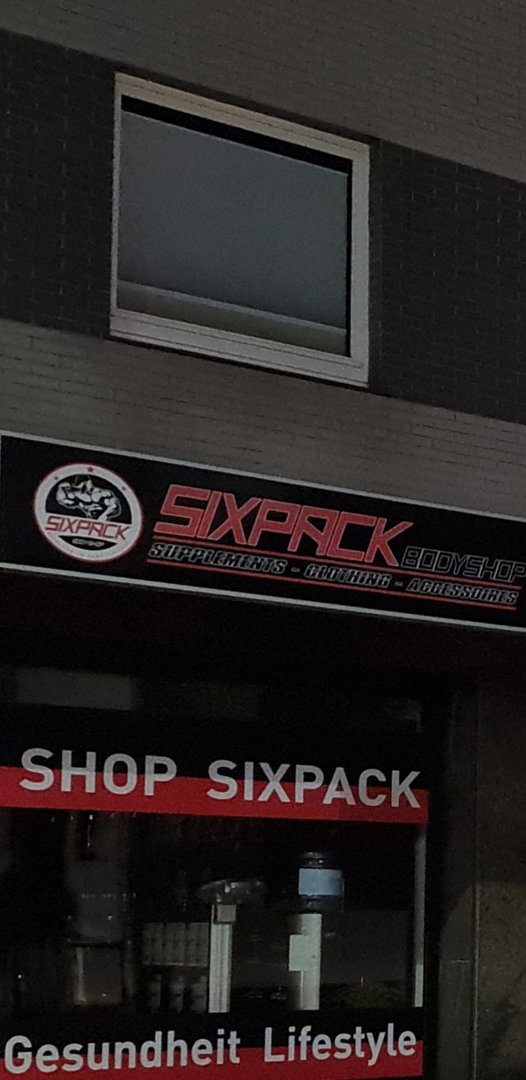 SIXPACK
SIXPACK BODYSHOP
SUPPLEMENTS - CLOTHING - ACCESSOIRES
SHOP SIXPACK
Gesundheit Lifestyle